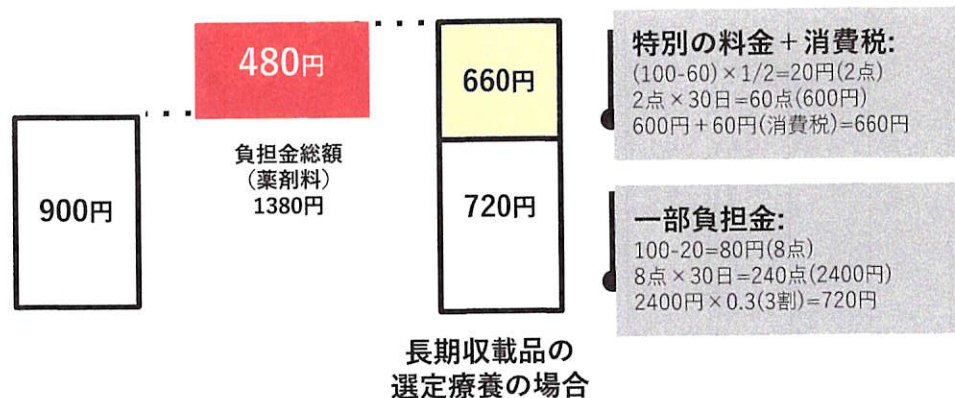 900円
480円
負担金総額
（薬剤料）
1380円
660円
720円
長期収載品の
選定療養の場合
特別の料金＋消費税:
(100-60)×1/2=20円(2点)
2点×30日=60点(600円)
600円＋60円(消費税)=660円
一部負担金:
100-20=80円(8点)
8点×30日=240点(2400円)
2400円×0.3(3割)=720円